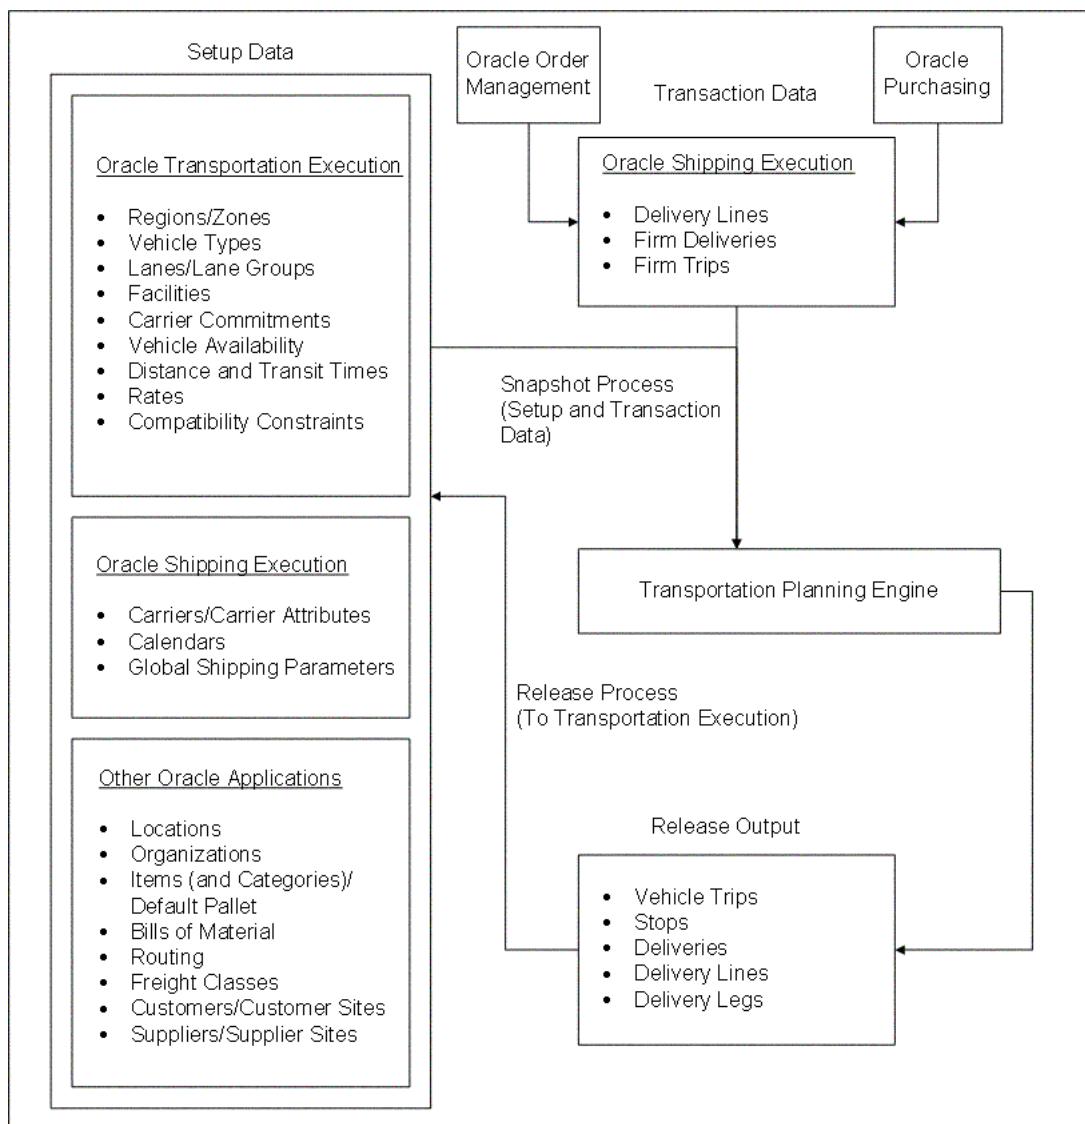 Setup Data
Oracle Transportation Execution
• Regions/Zones
• Vehicle Types
• Lanes/Lane Groups
• Facilities
• Carrier Commitments
• Vehicle Availability
• Distance and Transit Times
• Rates
• Compatibility Constraints
Oracle Shipping Execution
• Carriers/Carrier Attributes
• Calendars
• Global Shipping Parameters
Other Oracle Applications
• Locations
• Organizations
• Items (and Categories)/
Default Pallet
• Bills of Material
• Routing
• Freight Classes
• Customers/Customer Sites
• Suppliers/Supplier Sites
Oracle Order
Management
Transaction Data
Oracle
Purchasing
Oracle Shipping Execution
• Delivery Lines
• Firm Deliveries
• Firm Trips
Snapshot Process
(Setup and Transaction
Data)
Transportation Planning Engine
Release Process
(To Transportation Execution)
Release Output
• Vehicle Trips
• Stops
• Deliveries
• Delivery Lines
• Delivery Legs